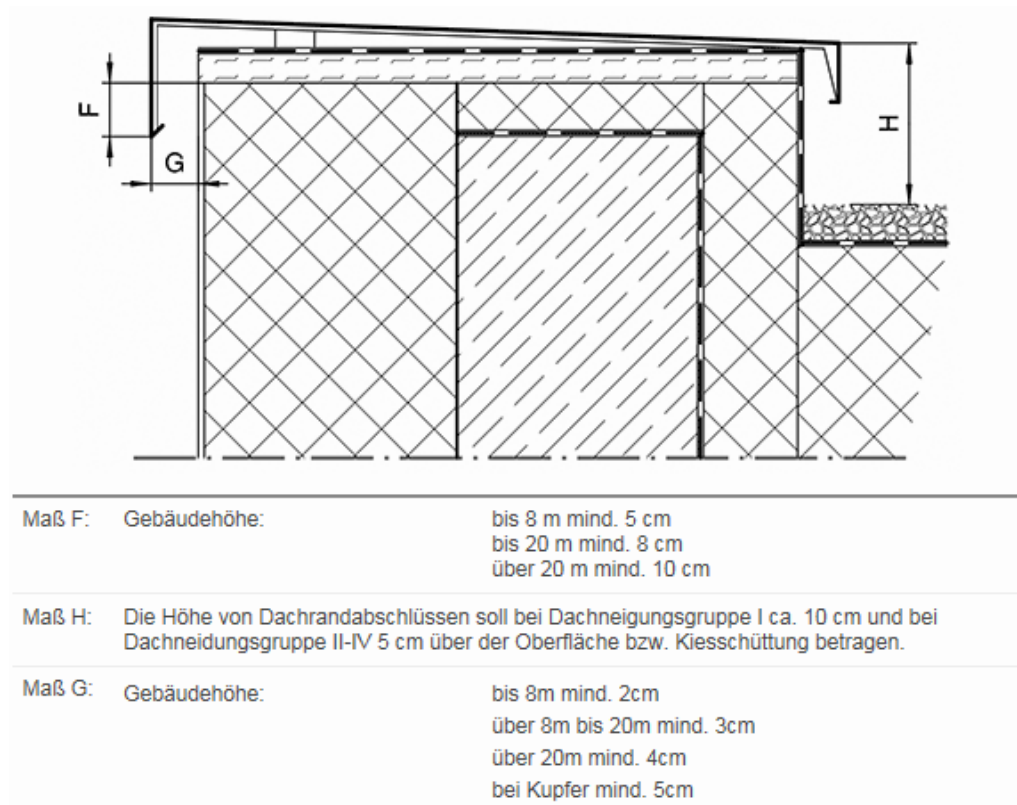 F
G
H
Maß F: Gebäudehöhe: bis 8 m mind. 5 cm
bis 20 m mind. 8 cm
über 20 m mind. 10 cm
Maß H: Die Höhe von Dachrandabschlüssen soll bei Dachneigungsgruppe I ca. 10 cm und bei
Dachneidungsgruppe II-IV 5 cm über der Oberfläche bzw. Kiesschüttung betragen.
Maß G: Gebäudehöhe: bis 8m mind. 2cm
über 8m bis 20m mind. 3cm
über 20m mind. 4cm
bei Kupfer mind. 5cm